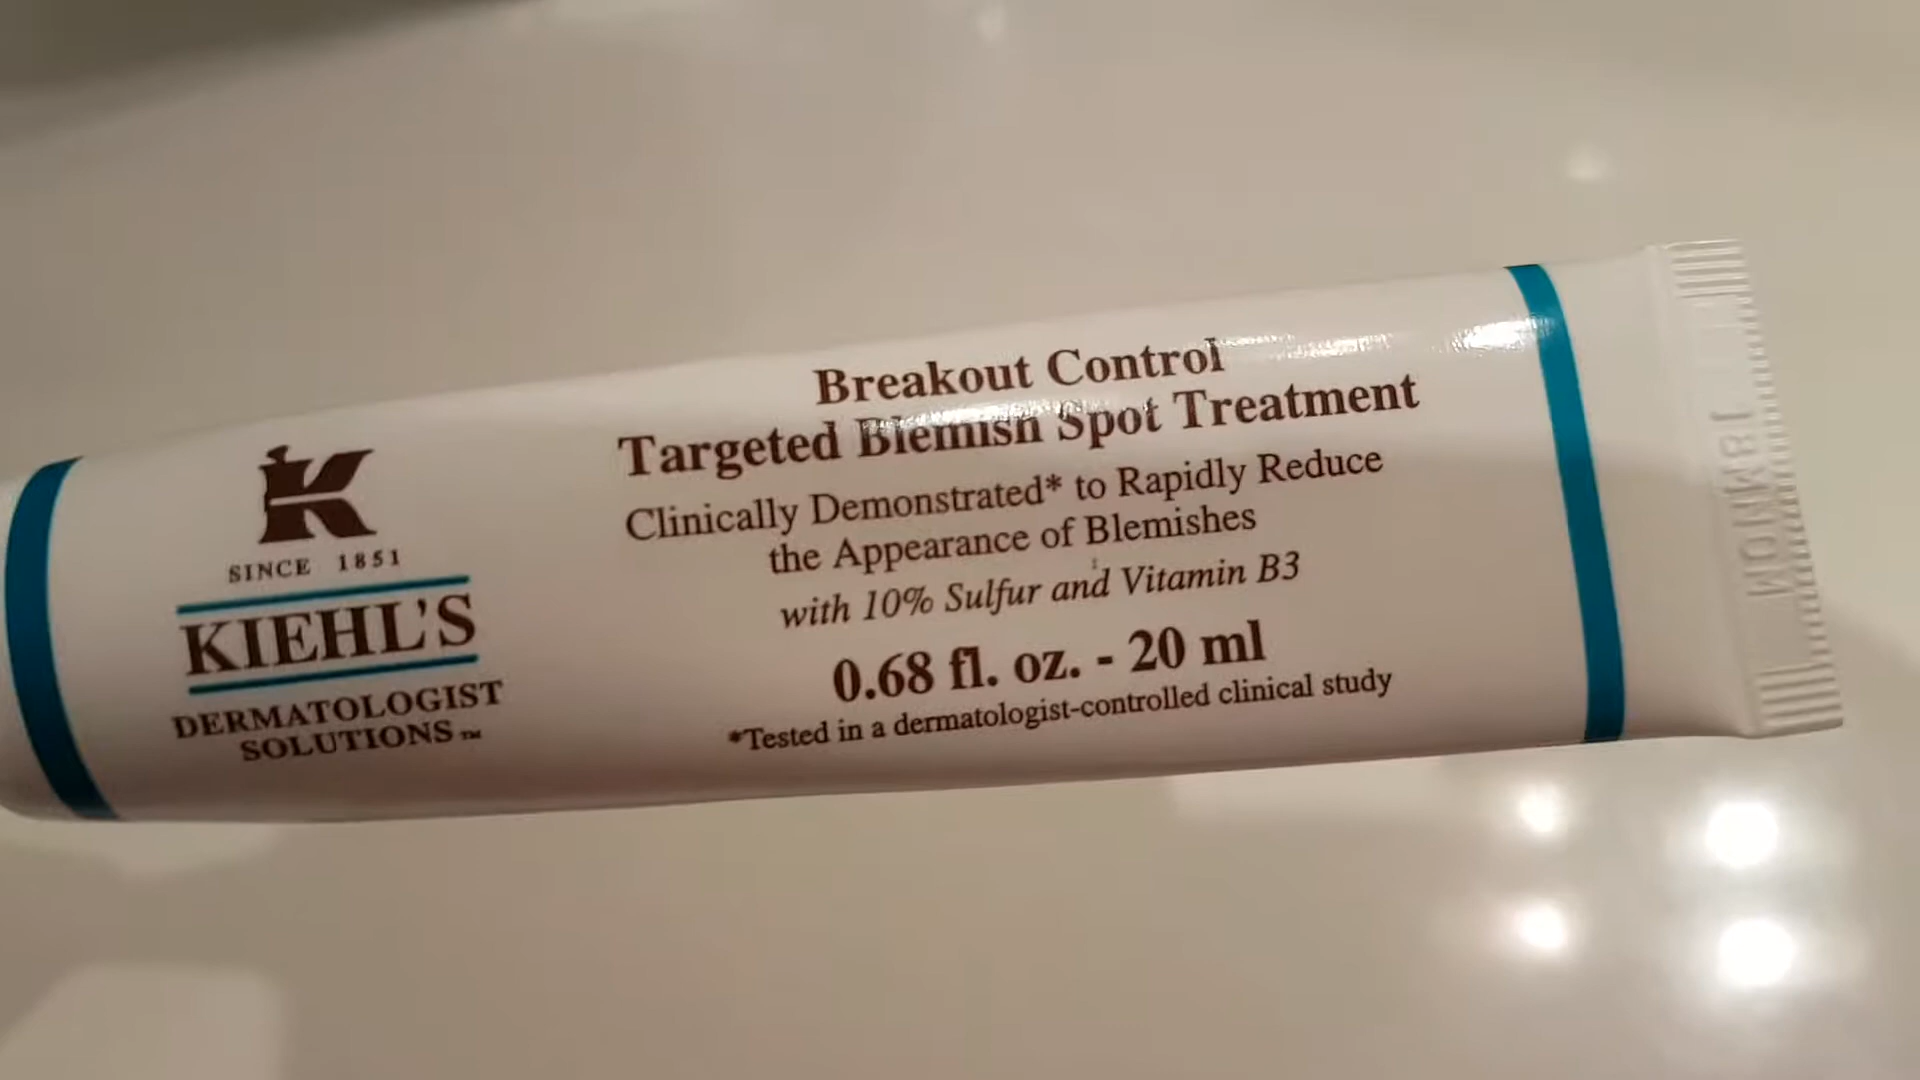 K
SINCE 1851
KIEHL'S
DERMATOLOGIST
SOLUTIONS™
Breakout Control
Targeted Blemish Spot Treatment
Clinically Demonstrated* to Rapidly Reduce
the Appearance of Blemishes
with 10% Sulfur and Vitamin B3
0.68 fl. oz. - 20 ml
*Tested in a dermatologist-controlled clinical study